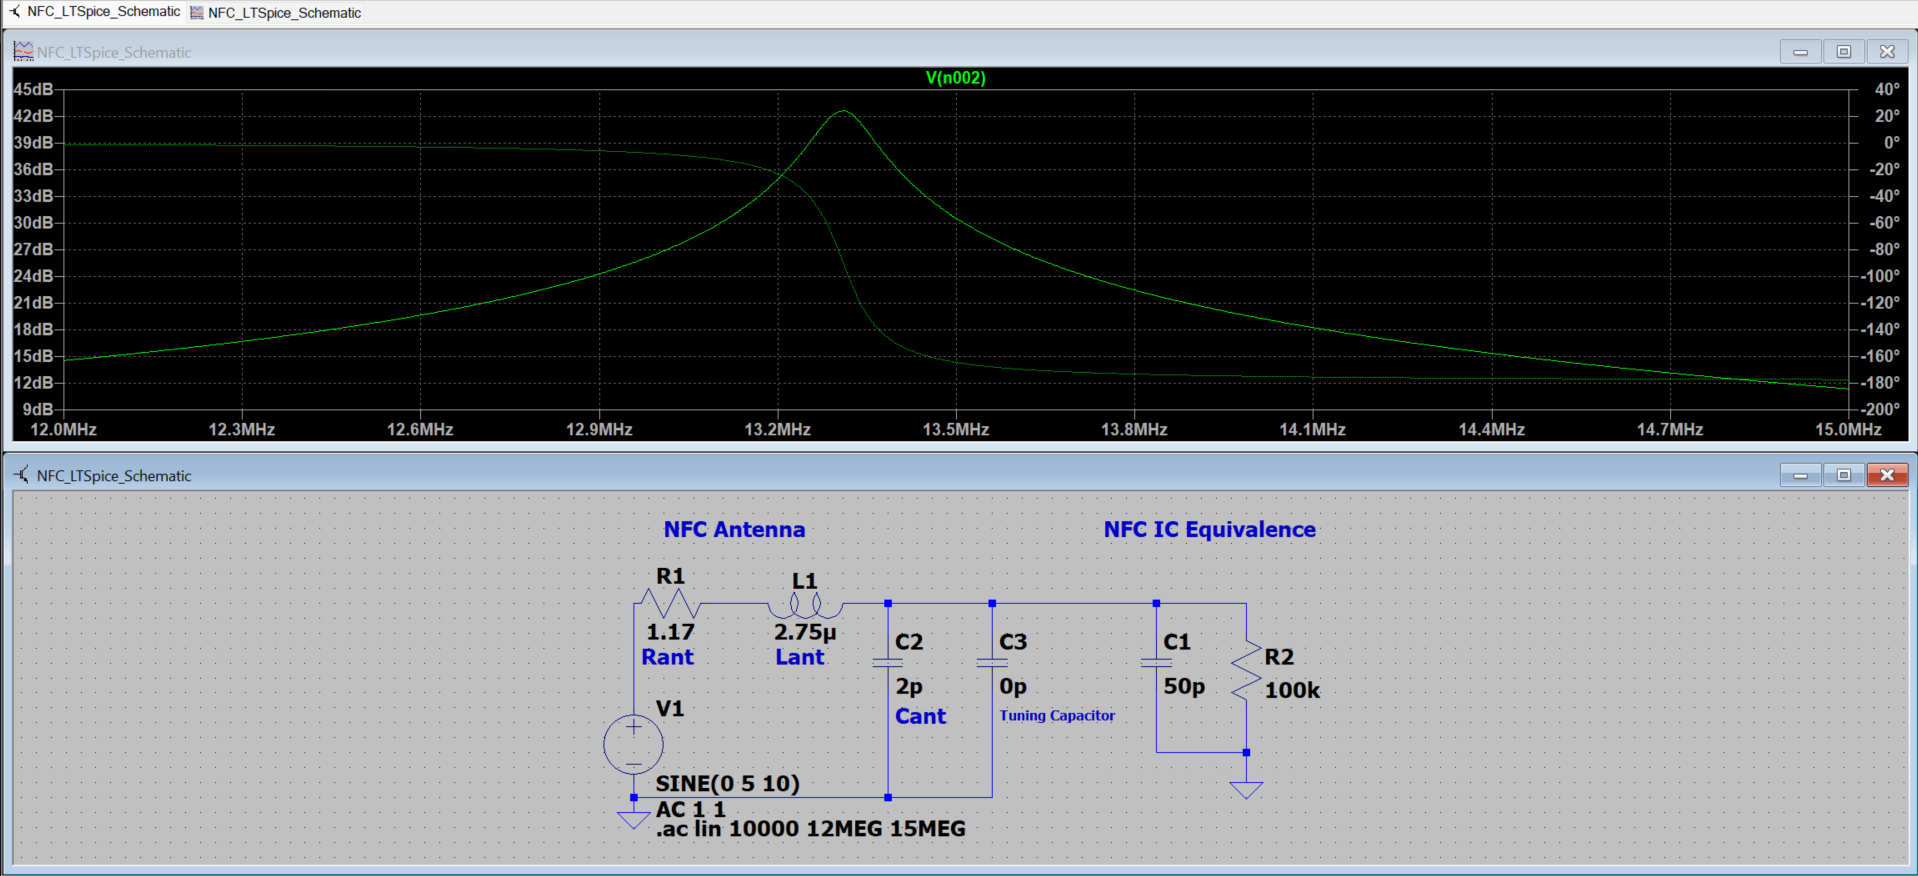 NFC_LTSpice_Schematic NFC_LTSpice_Schematic
NFC_LTSpice_Schematic
V(n002)
45dB 40°
42dB 20°
39dB 0°
36dB -20°
33dB -40°
30dB -60°
27dB -80°
24dB -100°
21dB -120°
18dB -140°
15dB -160°
12dB -180°
9dB -200°
12.0MHz 12.3MHz 12.6MHz 12.9MHz 13.2MHz 13.5MHz 13.8MHz 14.1MHz 14.4MHz 14.7MHz 15.0MHz
NFC_LTSpice_Schematic
NFC Antenna NFC IC Equivalence
R1 L1
1.17 2.75µ
Rant Lant
C2 C3 C1 R2
2p 0p 50p 100k
Cant Tuning Capacitor
V1
SINE(0 5 10)
AC 1 1
.ac lin 10000 12MEG 15MEG